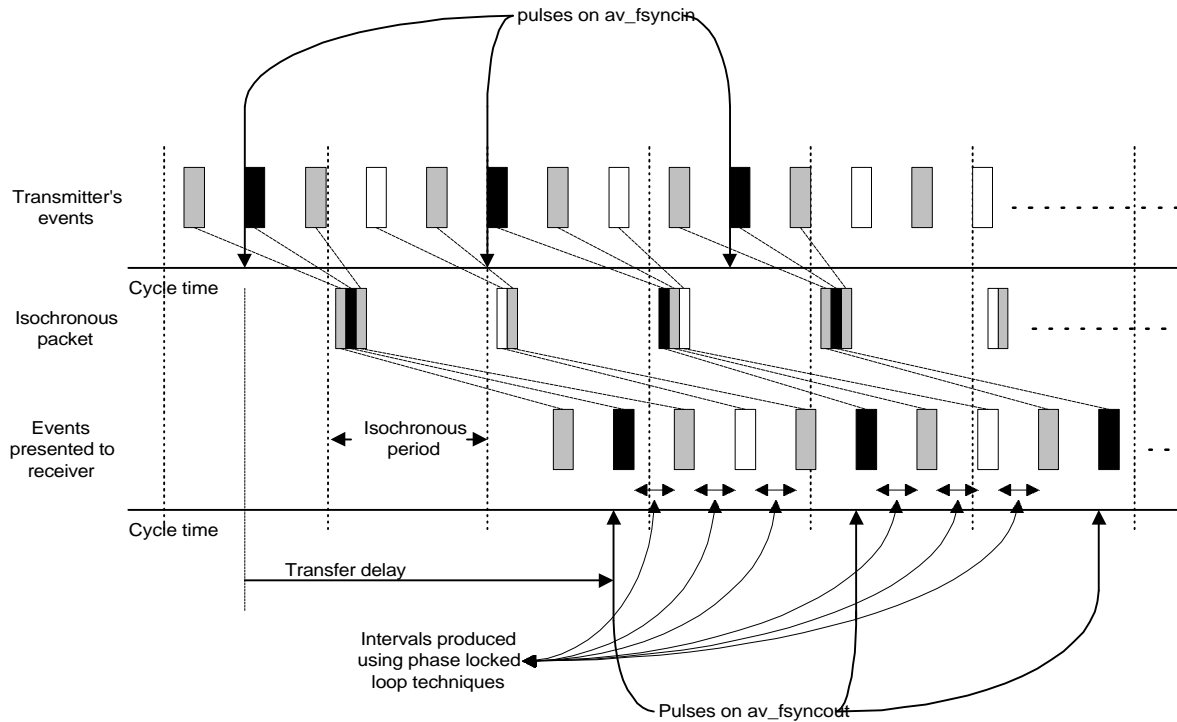 pulses on av_fsyncin
Transmitter's
events
Cycle time
Isochronous
packet
Events
presented to
receiver
Isochronous
period
Cycle time
Transfer delay
Intervals produced
using phase locked
loop techniques
Pulses on av_fsyncout